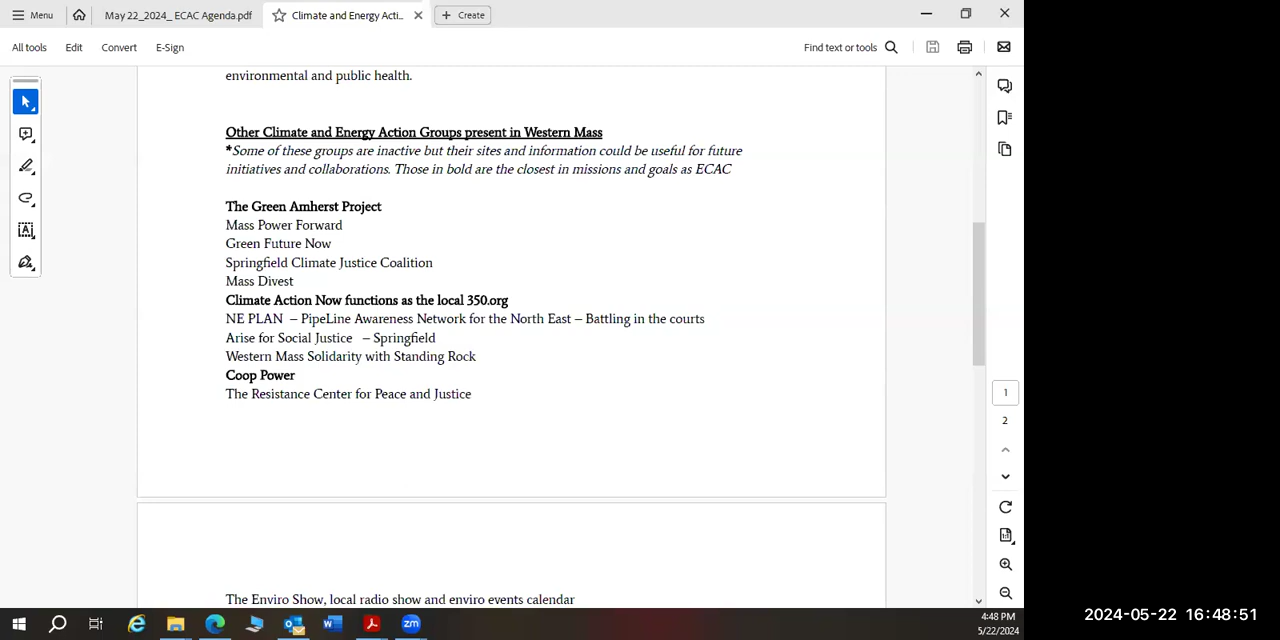 Menu
May 22_2024_ ECAC Agenda.pdf
Climate and Energy Acti...
Create
All tools
Edit
Convert
E-Sign
Find text or tools
environmental and public health.
Other Climate and Energy Action Groups present in Western Mass
*Some of these groups are inactive but their sites and information could be useful for future
initiatives and collaborations. Those in bold are the closest in missions and goals as ECAC
The Green Amherst Project
Mass Power Forward
Green Future Now
Springfield Climate Justice Coalition
Mass Divest
Climate Action Now functions as the local 350.org
NE PLAN – PipeLine Awareness Network for the North East – Battling in the courts
Arise for Social Justice – Springfield
Western Mass Solidarity with Standing Rock
Coop Power
The Resistance Center for Peace and Justice
The Enviro Show, local radio show and enviro events calendar
1
2
zm
4:48 PM
5/22/2024
2024-05-22 16:48:51